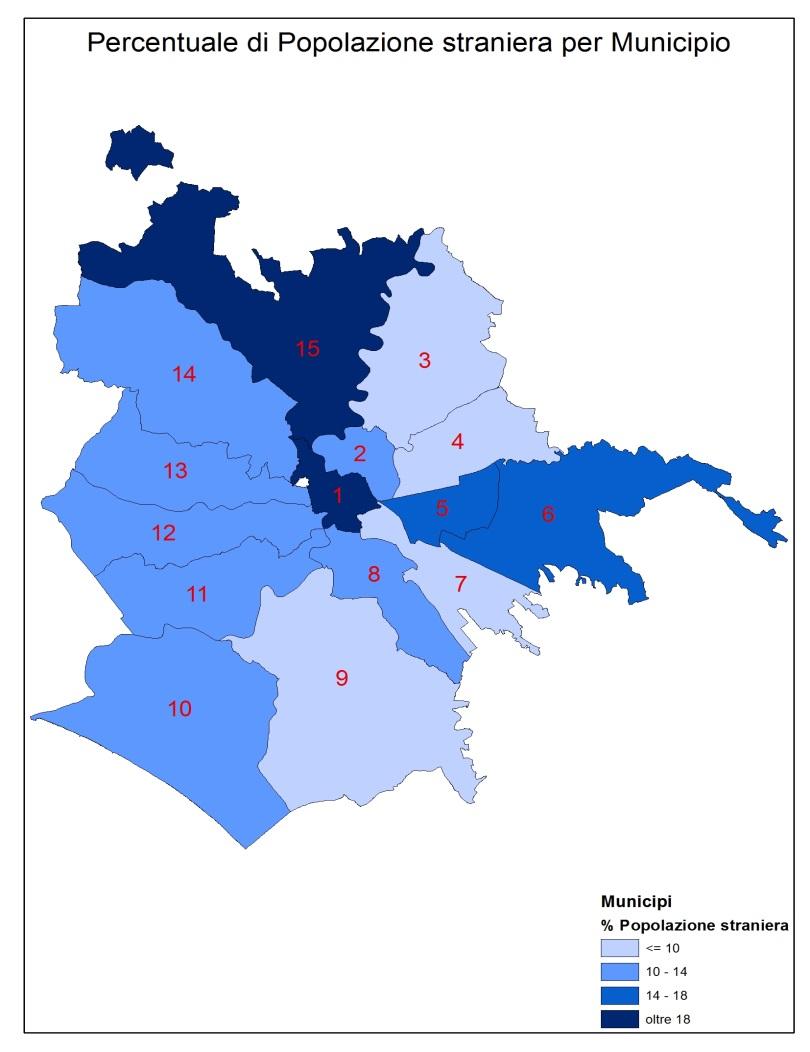 Percentuale di Popolazione straniera per Municipio
15
3
14
4
2
13
1
5
6
12
8
7
11
9
10
Municipi
% Popolazione straniera
<= 10
10 - 14
14 - 18
oltre 18